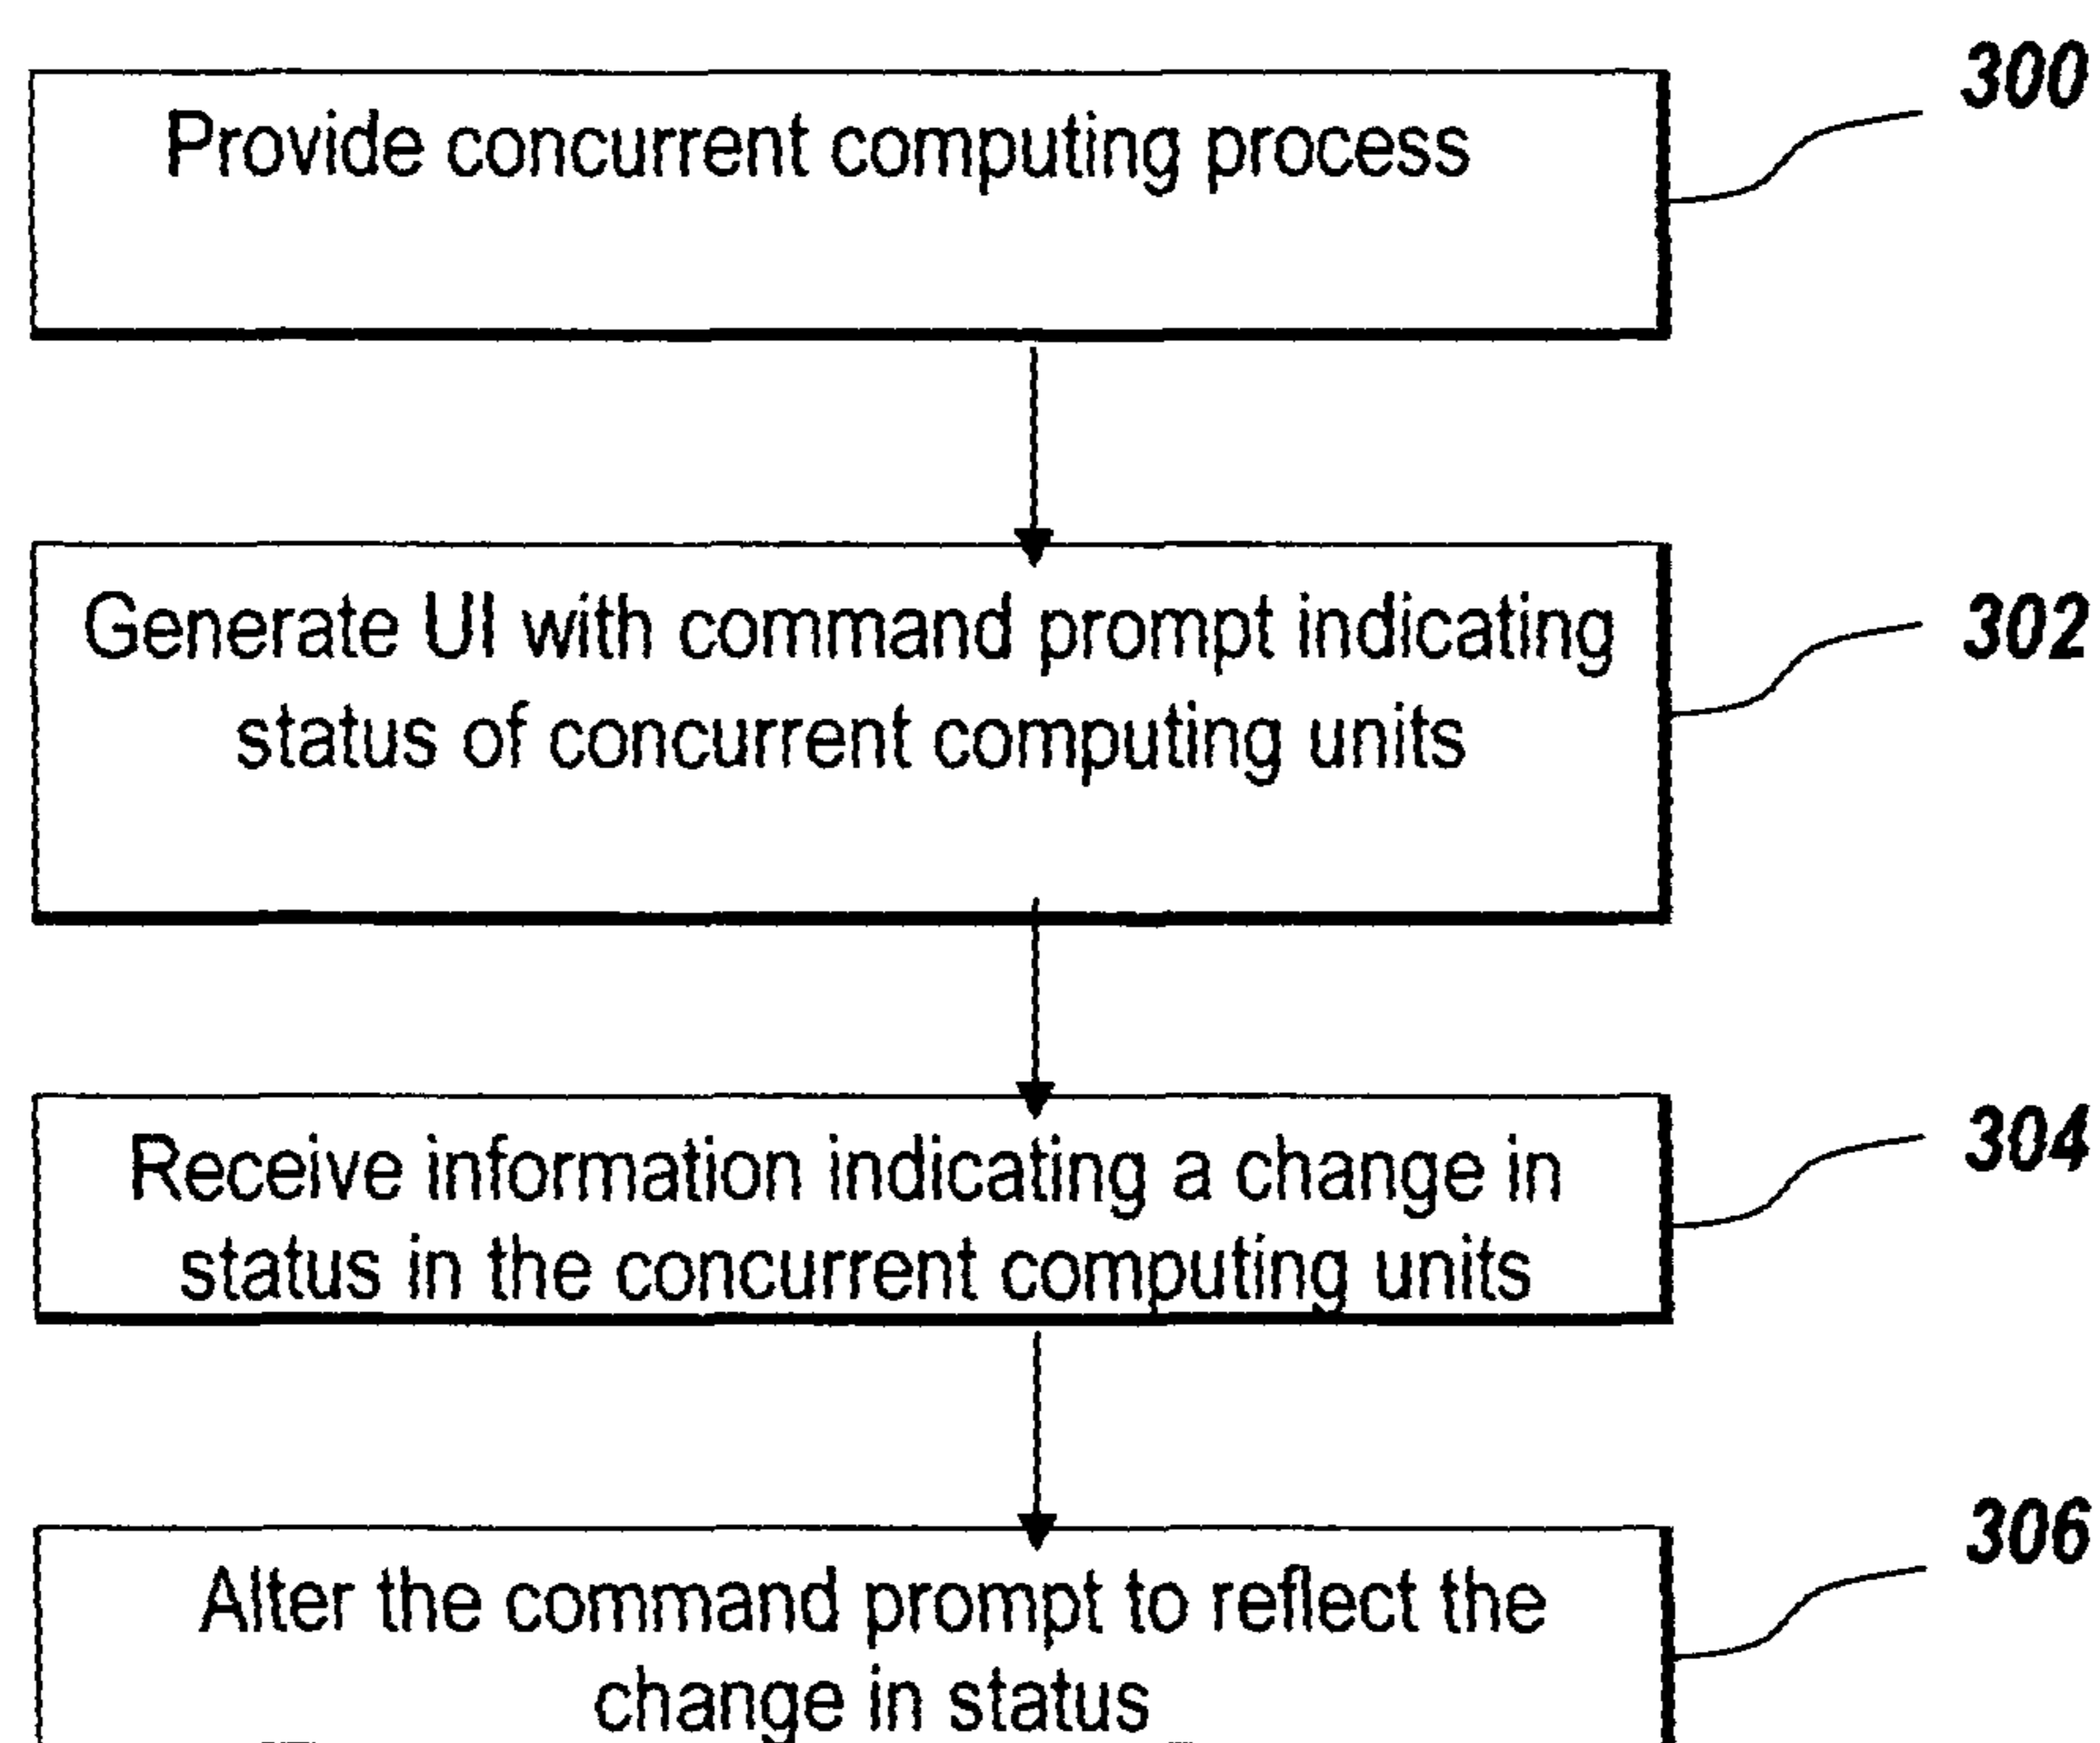 300
Provide concurrent computing process
302
Generate UI with command prompt indicating
status of concurrent computing units
304
Receive information indicating a change in
status in the concurrent computing units
306
Alter the command prompt to reflect the
change in status